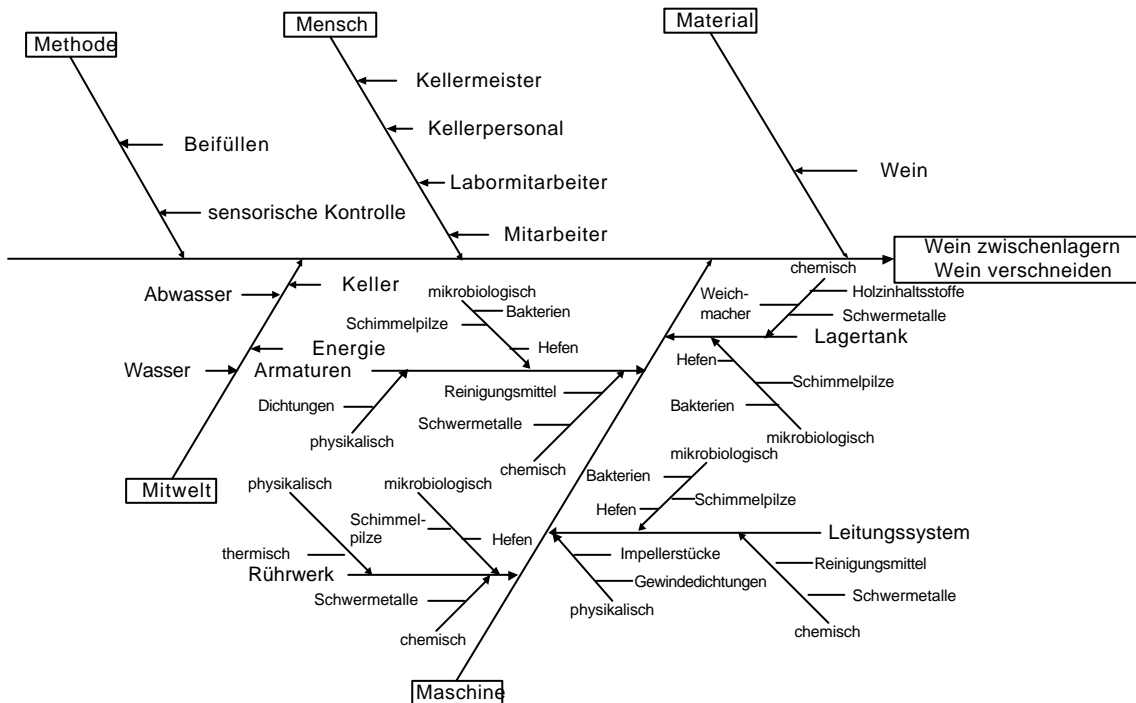 Methode
Mensch
Material
Kellermeister
Kellerpersonal
Beifüllen
Labormitarbeiter
Wein
sensorische Kontrolle
Mitarbeiter
Wein zwischenlagern
Wein verschneiden
Abwasser
Keller
Energie
Wasser
Mitwelt
mikrobiologisch
Bakterien
Schimmelpilze
Hefen
Armaturen
Dichtungen
physikalisch
Reinigungsmittel
Schwermetalle
chemisch
chemisch
Weich-
macher
Holzinhaltsstoffe
Schwermetalle
Lagertank
Hefen
Schimmelpilze
Bakterien
mikrobiologisch
physikalisch
mikrobiologisch
Schimmel-
pilze
Hefen
thermisch
Rührwerk
Schwermetalle
chemisch
mikrobiologisch
Bakterien
Schimmelpilze
Hefen
Leitungssystem
Impellerstücke
Gewindedichtungen
physikalisch
Reinigungsmittel
Schwermetalle
chemisch
Maschine